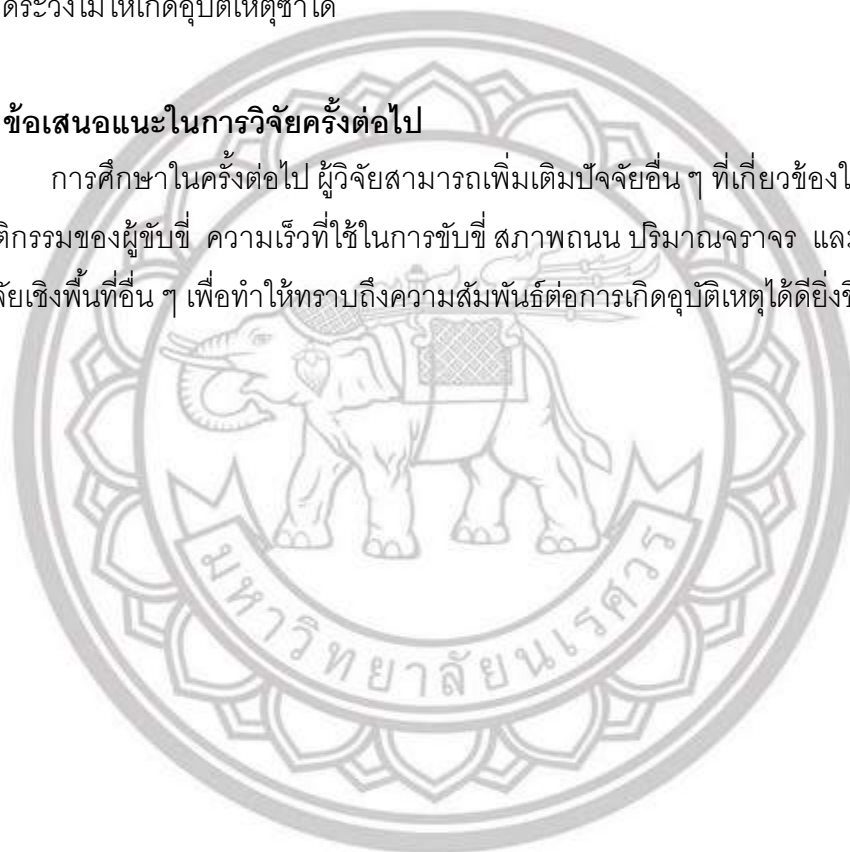 ดระวังไม่ให้เกิดอุบัติเหตุซ้ำได้
ข้อเสนอแนะในการวิจัยครั้งต่อไป
การศึกษาในครั้งต่อไป ผู้วิจัยสามารถเพิ่มเติมปัจจัยอื่น ๆ ที่เกี่ยวข้องใ
ติกรรมของผู้ขับขี่ ความเร็วที่ใช้ในการขับขี่ สภาพถนน ปริมาณจราจร และ
ัยเชิงพื้นที่อื่น ๆ เพื่อทำให้ทราบถึงความสัมพันธ์ต่อการเกิดอุบัติเหตุได้ดียิ่งขึ
มหาวิทยาลัยนเรศวร